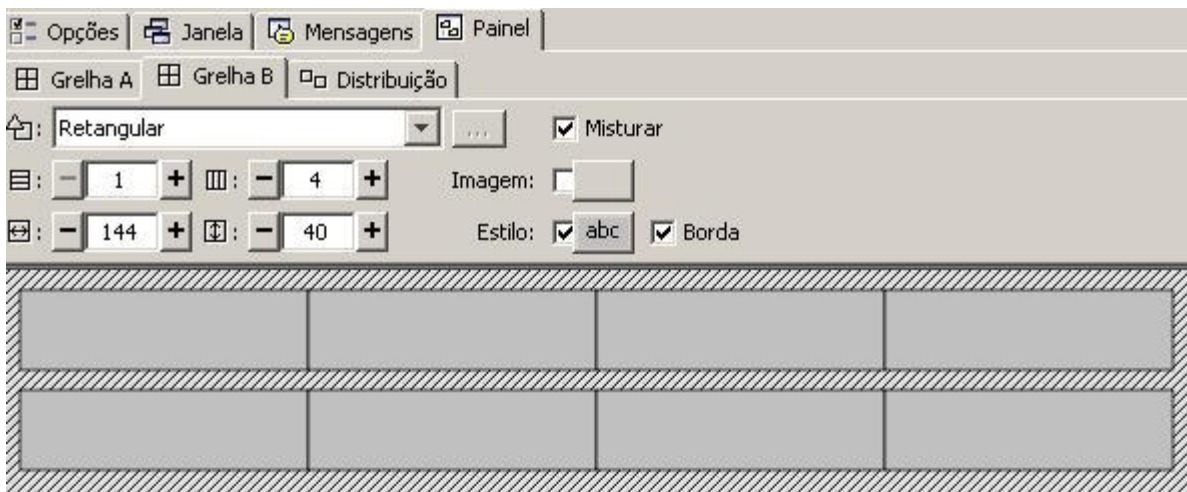 Opções Janela Mensagens Painel
Grelha A Grelha B Distribuição
: Retangular ... Misturar
: - 1 + : - 4 + Imagem:
: - 144 + : - 40 + Estilo: abc Borda